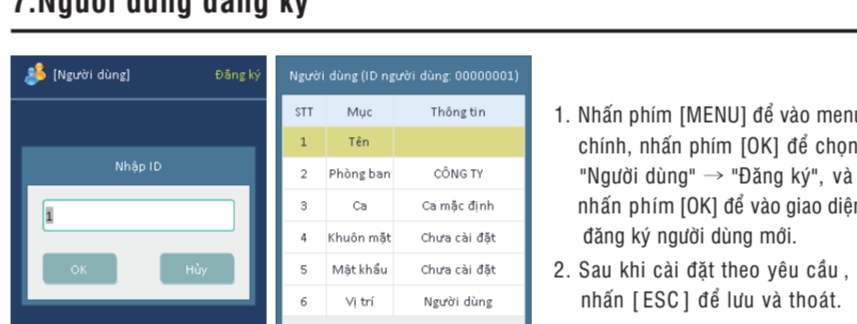 7.Người dùng đăng ký
[Người dùng] Đăng ký
Nhập ID
1
OK Hủy
Người dùng (ID người dùng: 00000001)
STT Mục Thông tin
1 Tên
2 Phòng ban CÔNG TY
3 Ca Ca mặc định
4 Khuôn mặt Chưa cài đặt
5 Mật khẩu Chưa cài đặt
6 Vị trí Người dùng
1. Nhấn phím [MENU] để vào menu
chính, nhấn phím [OK] để chọn
"Người dùng" → "Đăng ký", và
nhấn phím [OK] để vào giao diện
đăng ký người dùng mới.
2. Sau khi cài đặt theo yêu cầu ,
nhấn [ESC] để lưu và thoát.